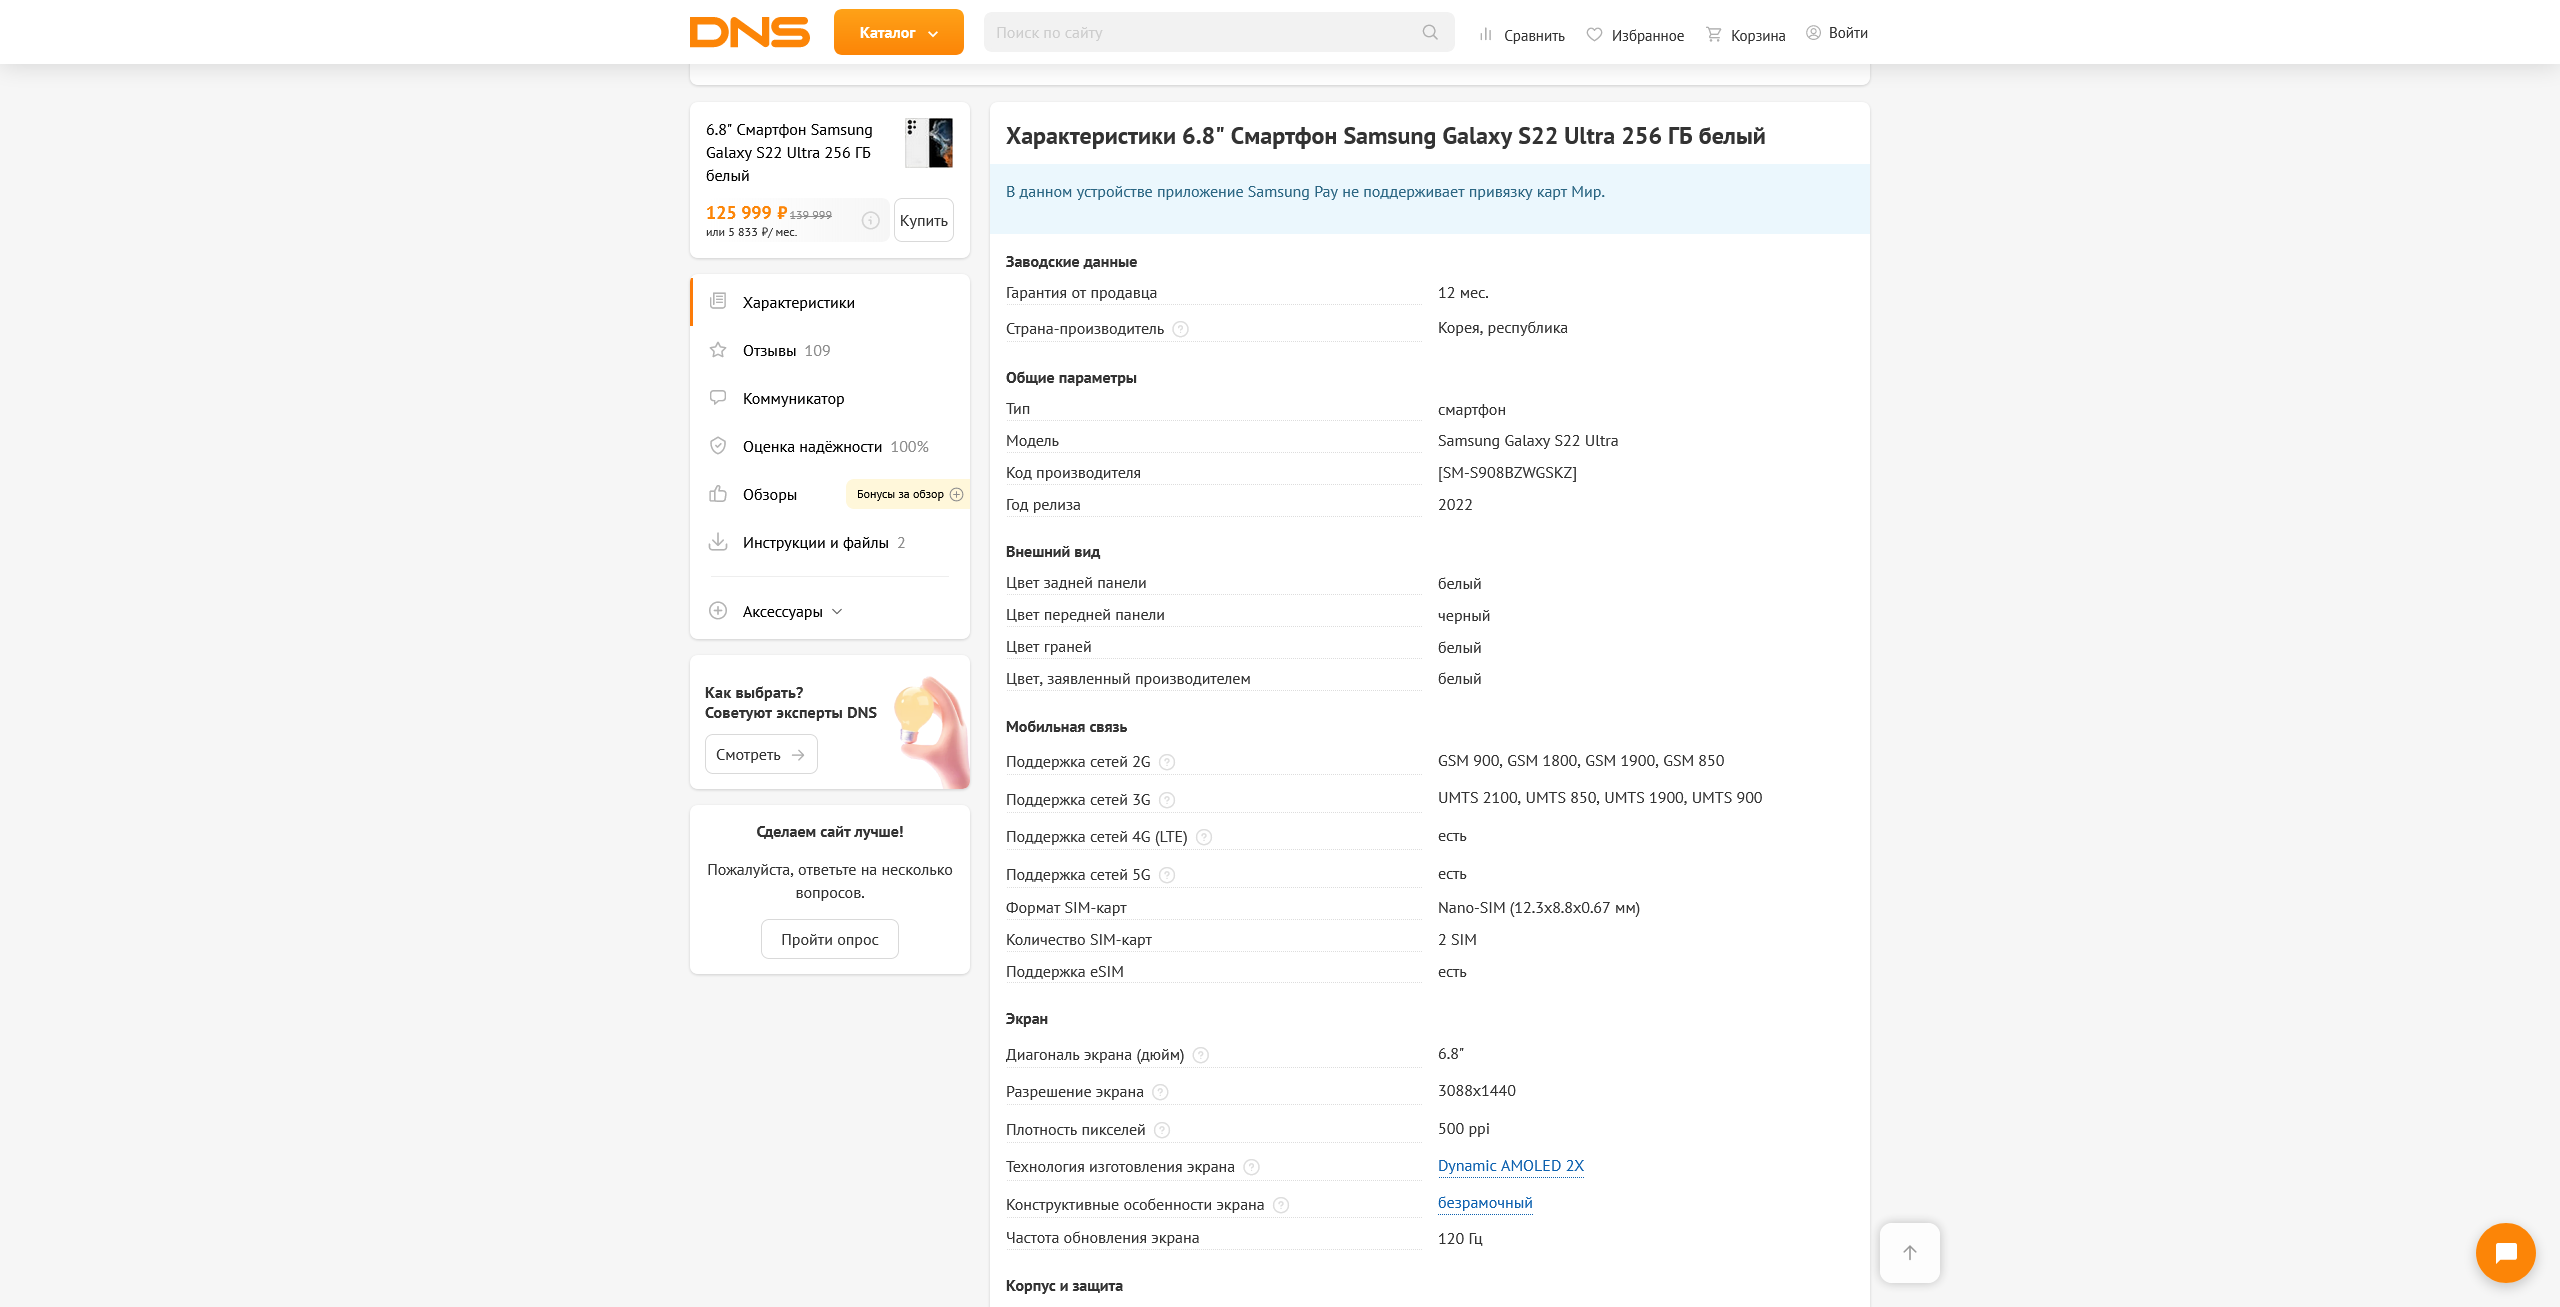 DNS
Каталог
Поиск по сайту
Сравнить
Избранное
Корзина
Войти
6.8" Смартфон Samsung
Galaxy S22 Ultra 256 ГБ
белый
125 999 ₽ 139 999
или 5 833 ₽/ мес.
Купить
Характеристики
Отзывы 109
Коммуникатор
Оценка надёжности 100%
Обзоры
Бонусы за обзор
Инструкции и файлы 2
Аксессуары
Как выбрать?
Советуют эксперты DNS
Смотреть
Сделаем сайт лучше!
Пожалуйста, ответьте на несколько
вопросов.
Пройти опрос
Характеристики 6.8" Смартфон Samsung Galaxy S22 Ultra 256 ГБ белый
В данном устройстве приложение Samsung Pay не поддерживает привязку карт Мир.
Заводские данные
Гарантия от продавца 12 мес.
Страна-производитель Корея, республика
Общие параметры
Тип смартфон
Модель Samsung Galaxy S22 Ultra
Код производителя [SM-S908BZWGSKZ]
Год релиза 2022
Внешний вид
Цвет задней панели белый
Цвет передней панели черный
Цвет граней белый
Цвет, заявленный производителем белый
Мобильная связь
Поддержка сетей 2G GSM 900, GSM 1800, GSM 1900, GSM 850
Поддержка сетей 3G UMTS 2100, UMTS 850, UMTS 1900, UMTS 900
Поддержка сетей 4G (LTE) есть
Поддержка сетей 5G есть
Формат SIM-карт Nano-SIM (12.3x8.8x0.67 мм)
Количество SIM-карт 2 SIM
Поддержка eSIM есть
Экран
Диагональ экрана (дюйм) 6.8"
Разрешение экрана 3088x1440
Плотность пикселей 500 ppi
Технология изготовления экрана Dynamic AMOLED 2X
Конструктивные особенности экрана безрамочный
Частота обновления экрана 120 Гц
Корпус и защита